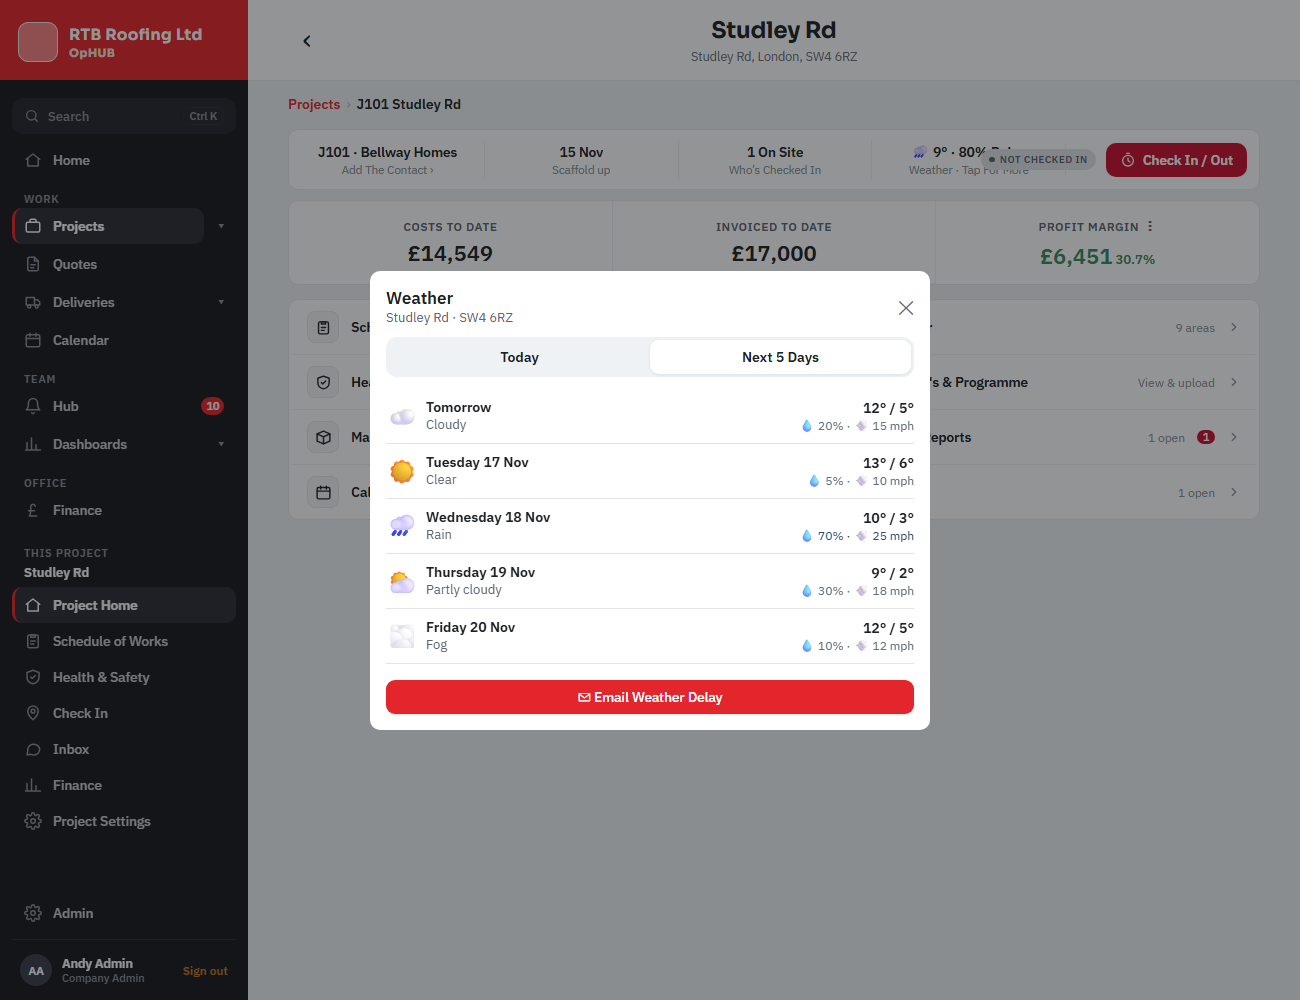 RTB Roofing Ltd
OpHUB
Search
Ctrl K
Home
WORK
Projects
Quotes
Deliveries
Calendar
TEAM
Hub
10
Dashboards
OFFICE
Finance
THIS PROJECT
Studley Rd
Project Home
Schedule of Works
Health & Safety
Check In
Inbox
Finance
Project Settings
Admin
AA
Andy Admin
Company Admin
Sign out
Studley Rd
Studley Rd, London, SW4 6RZ
Projects › J101 Studley Rd
J101 · Bellway Homes
Add The Contact ›
15 Nov
Scaffold up
1 On Site
Who's Checked In
9° · 80%
Weather · Tap For More
NOT CHECKED IN
Check In / Out
COSTS TO DATE
£14,549
INVOICED TO DATE
£17,000
PROFIT MARGIN
£6,451 30.7%
Sch
9 areas
Hea
's & Programme
View & upload
Ma
eports
1 open
1
Cal
1 open
Weather
Studley Rd · SW4 6RZ
Today
Next 5 Days
Tomorrow
Cloudy
12° / 5°
20% · 15 mph
Tuesday 17 Nov
Clear
13° / 6°
5% · 10 mph
Wednesday 18 Nov
Rain
10° / 3°
70% · 25 mph
Thursday 19 Nov
Partly cloudy
9° / 2°
30% · 18 mph
Friday 20 Nov
Fog
12° / 5°
10% · 12 mph
Email Weather Delay